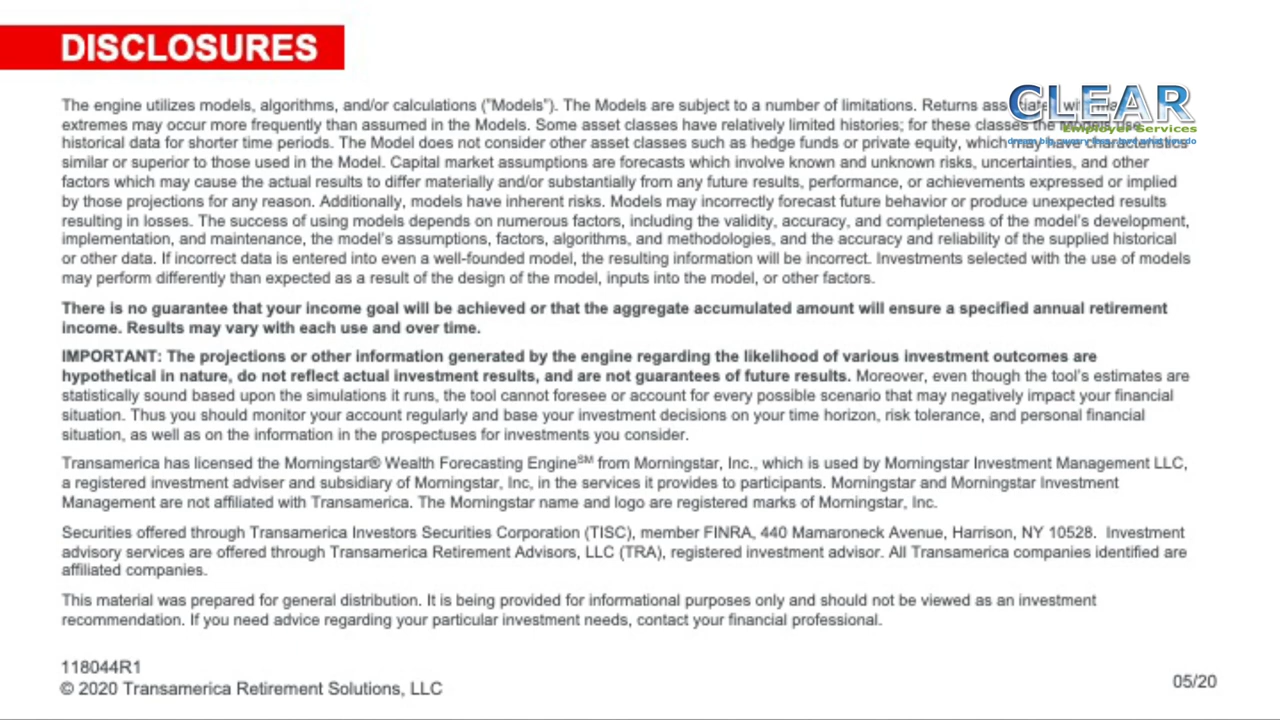 DISCLOSURES
CLEAR
Employer Services
The engine utilizes models, algorithms, and/or calculations ("Models"). The Models are subject to a number of limitations. Returns associated with
extremes may occur more frequently than assumed in the Models. Some asset classes have relatively limited histories; for these classes the
historical data for shorter time periods. The Models does not consider other asset classes such as hedge funds or private equity, which may have characteristics
similar or superior to those used in the Model. Capital market assumptions are forecasts which involve known and unknown risks, uncertainties, and other
factors which may cause the actual results to differ materially and/or substantially from any future results, performance, or achievements expressed or implied
by those projections for any reason. Additionally, models have inherent risks. Models may incorrectly forecast future behavior or produce unexpected results
resulting in losses. The success of using models depends on numerous factors, including the validity, accuracy, and completeness of the model's development,
implementation, and maintenance, the model's assumptions, factors, algorithms, and methodologies, and the accuracy and reliability of the supplied historical
or other data. If incorrect data is entered into even a well-founded model, the resulting information will be incorrect. Investments selected with the use of models
may perform differently than expected as a result of the design of the model, inputs into the model, or other factors.
There is no guarantee that your income goal will be achieved or that the aggregate accumulated amount will ensure a specified annual retirement
income. Results may vary with each use and over time.
IMPORTANT: The projections or other information generated by the engine regarding the likelihood of various investment outcomes are
hypothetical in nature, do not reflect actual investment results, and are not guarantees of future results. Moreover, even though the tool's estimates are
statistically sound based upon the simulations it runs, the tool cannot foresee or account for every possible scenario that may negatively impact your financial
situation. Thus you should monitor your account regularly and base your investment decisions on your time horizon, risk tolerance, and personal financial
situation, as well as on the information in the prospectuses for investments you consider.
Transamerica has licensed the Morningstar® Wealth Forecasting Engine℠ from Morningstar, Inc., which is used by Morningstar Investment Management LLC,
a registered investment adviser and subsidiary of Morningstar, Inc, in the services it provides to participants. Morningstar and Morningstar Investment
Management are not affiliated with Transamerica. The Morningstar name and logo are registered marks of Morningstar, Inc.
Securities offered through Transamerica Investors Securities Corporation (TISC), member FINRA, 440 Mamaroneck Avenue, Harrison, NY 10528. Investment
advisory services are offered through Transamerica Retirement Advisors, LLC (TRA), registered investment advisor. All Transamerica companies identified are
affiliated companies.
This material was prepared for general distribution. It is being provided for informational purposes only and should not be viewed as an investment
recommendation. If you need advice regarding your particular investment needs, contact your financial professional.
118044R1
© 2020 Transamerica Retirement Solutions, LLC
05/20